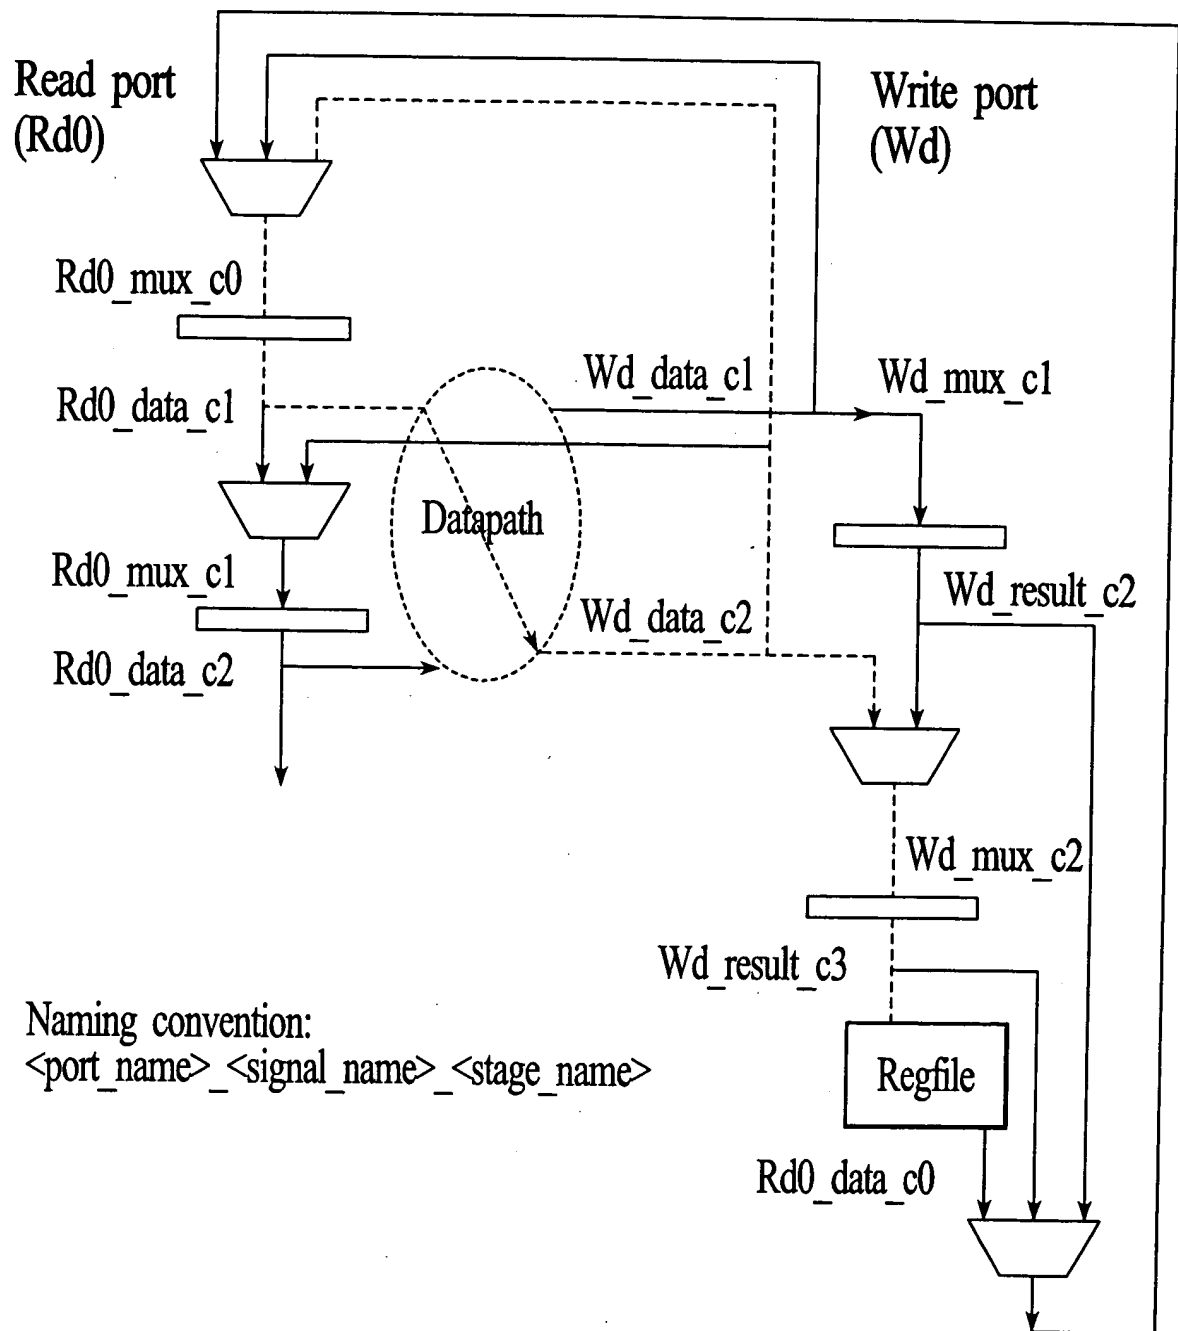 Read port
(Rd0)
Write port
(Wd)
Rd0_mux_c0
Wd_data_c1
Wd_mux_c1
Rd0_data_c1
Datapath
Rd0_mux_c1
Wd_result_c2
Wd_data_c2
Rd0_data_c2
Wd_mux_c2
Wd_result_c3
Naming convention:
<port_name>_<signal_name>_<stage_name>
Regfile
Rd0_data_c0